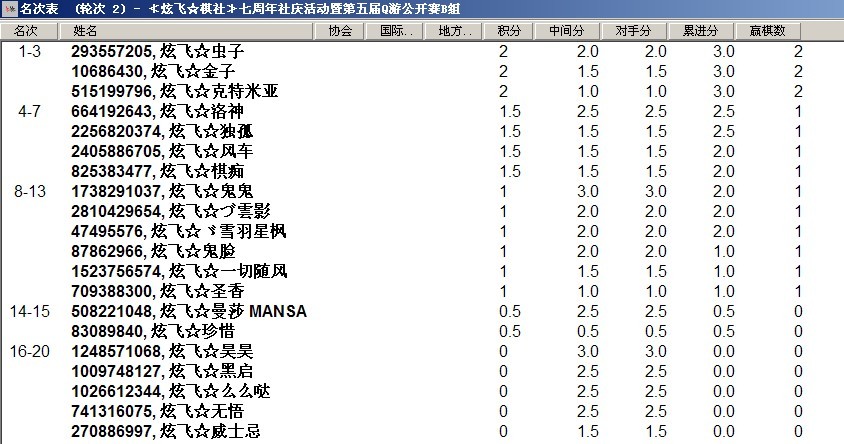 名次表 (轮次 2) - ≮炫飞☆棋社≯七周年社庆活动暨第五届Q游公开赛B组
名次 姓名 协会 国际.. 地方.. 积分 中间分 对手分 累进分 赢棋数
1-3 293557205, 炫飞☆虫子 2 2.0 2.0 3.0 2
10686430, 炫飞☆金子 2 1.5 1.5 3.0 2
515199796, 炫飞☆克特米亚 2 1.0 1.0 3.0 2
4-7 664192643, 炫飞☆洛神 1.5 2.5 2.5 2.5 1
2256820374, 炫飞☆独孤 1.5 1.5 1.5 2.5 1
2405886705, 炫飞☆风车 1.5 1.5 1.5 2.0 1
825383477, 炫飞☆棋痴 1.5 1.5 1.5 2.0 1
8-13 1738291037, 炫飞☆鬼鬼 1 3.0 3.0 2.0 1
2810429654, 炫飞☆づ雲影 1 2.0 2.0 2.0 1
47495576, 炫飞☆ヾ雪羽星枫 1 2.0 2.0 2.0 1
87862966, 炫飞☆鬼脸 1 2.0 2.0 1.0 1
1523756574, 炫飞☆一切随风 1 1.5 1.5 1.0 1
709388300, 炫飞☆圣香 1 1.0 1.0 1.0 1
14-15 508221048, 炫飞☆曼莎 MANSA 0.5 2.5 2.5 0.5 0
83089840, 炫飞☆珍惜 0.5 0.5 0.5 0.5 0
16-20 1248571068, 炫飞☆昊昊 0 3.0 3.0 0.0 0
1009748127, 炫飞☆黑启 0 2.5 2.5 0.0 0
1026612344, 炫飞☆么么哒 0 2.5 2.5 0.0 0
741316075, 炫飞☆无悟 0 2.5 2.5 0.0 0
270886997, 炫飞☆威士忌 0 1.5 1.5 0.0 0